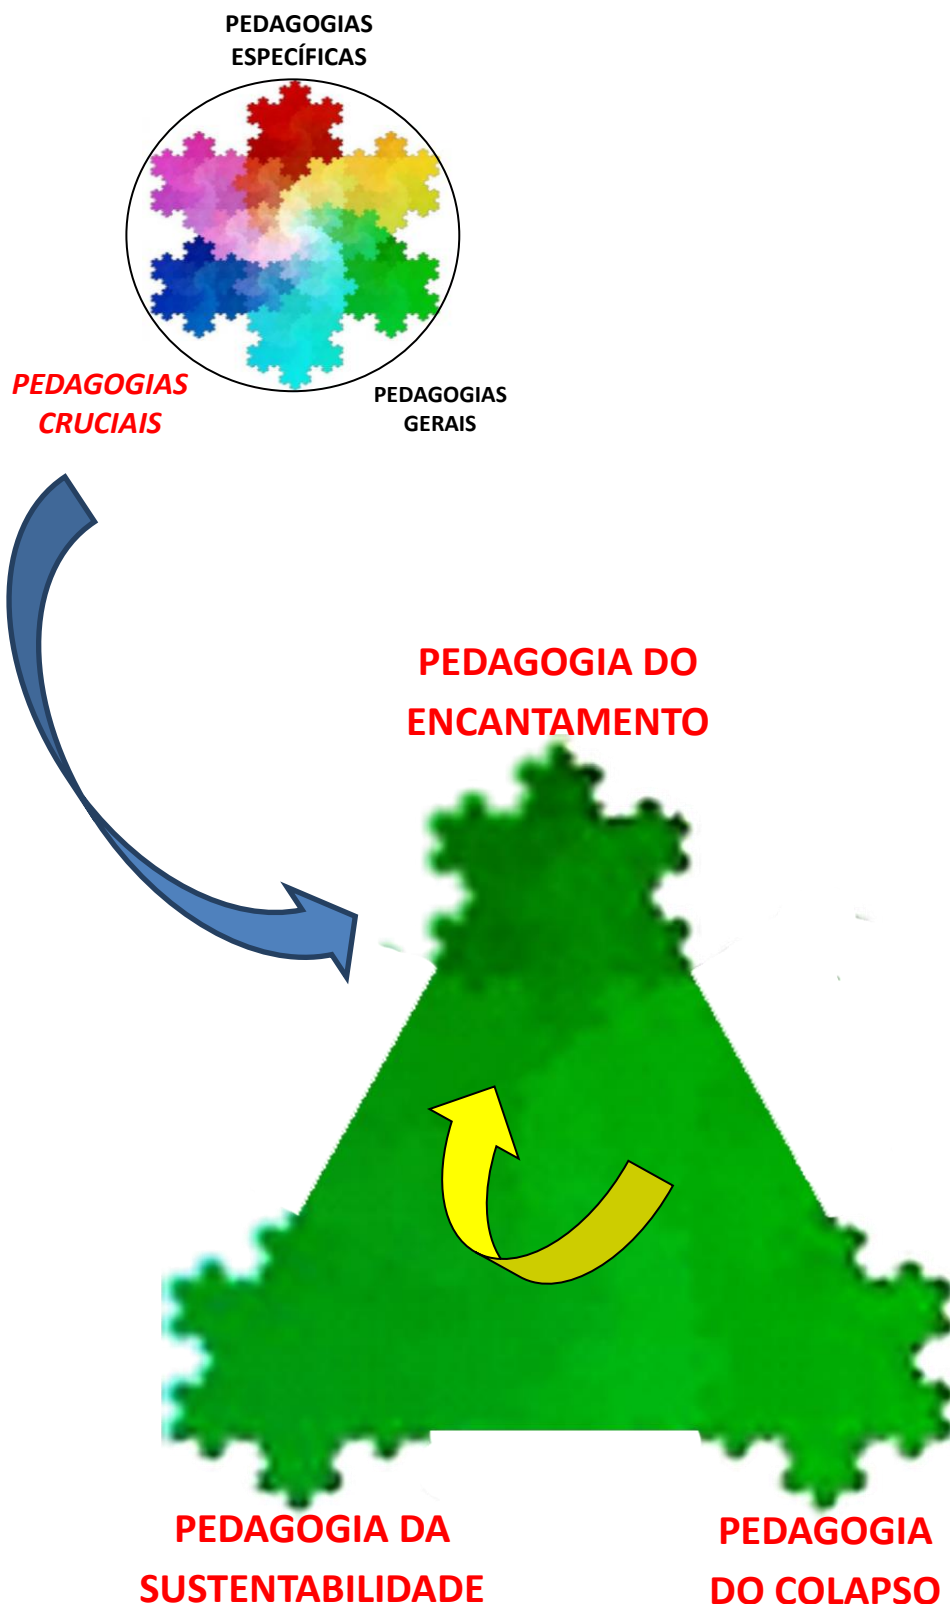 PEDAGOGIAS
ESPECÍFICAS
PEDAGOGIAS
CRUCIAIS
PEDAGOGIAS
GERAIS
PEDAGOGIA DO
ENCANTAMENTO
PEDAGOGIA DA
SUSTENTABILIDADE
PEDAGOGIA
DO COLAPSO